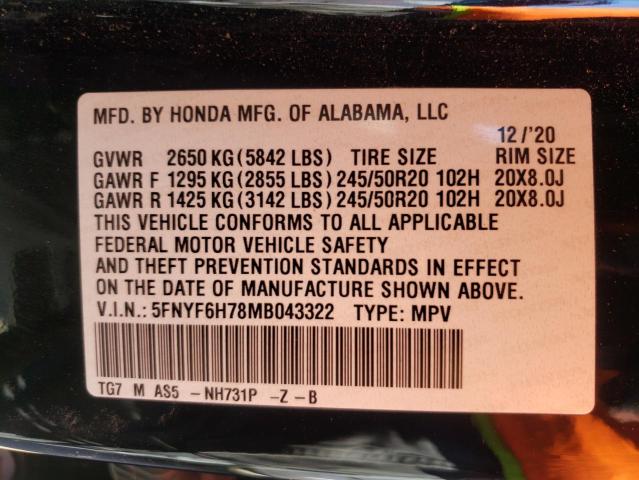 MFD. BY HONDA MFG. OF ALABAMA, LLC
12/'20
GVWR 2650 KG (5842 LBS) TIRE SIZE RIM SIZE
GAWR F 1295 KG (2855 LBS) 245/50R20 102H 20X8.0J
GAWR R 1425 KG (3142 LBS) 245/50R20 102H 20X8.0J
THIS VEHICLE CONFORMS TO ALL APPLICABLE
FEDERAL MOTOR VEHICLE SAFETY
AND THEFT PREVENTION STANDARDS IN EFFECT
ON THE DATE OF MANUFACTURE SHOWN ABOVE.
V.I.N.: 5FNYF6H78MB043322 TYPE: MPV
TG7 M AS5 -NH731P -Z -B